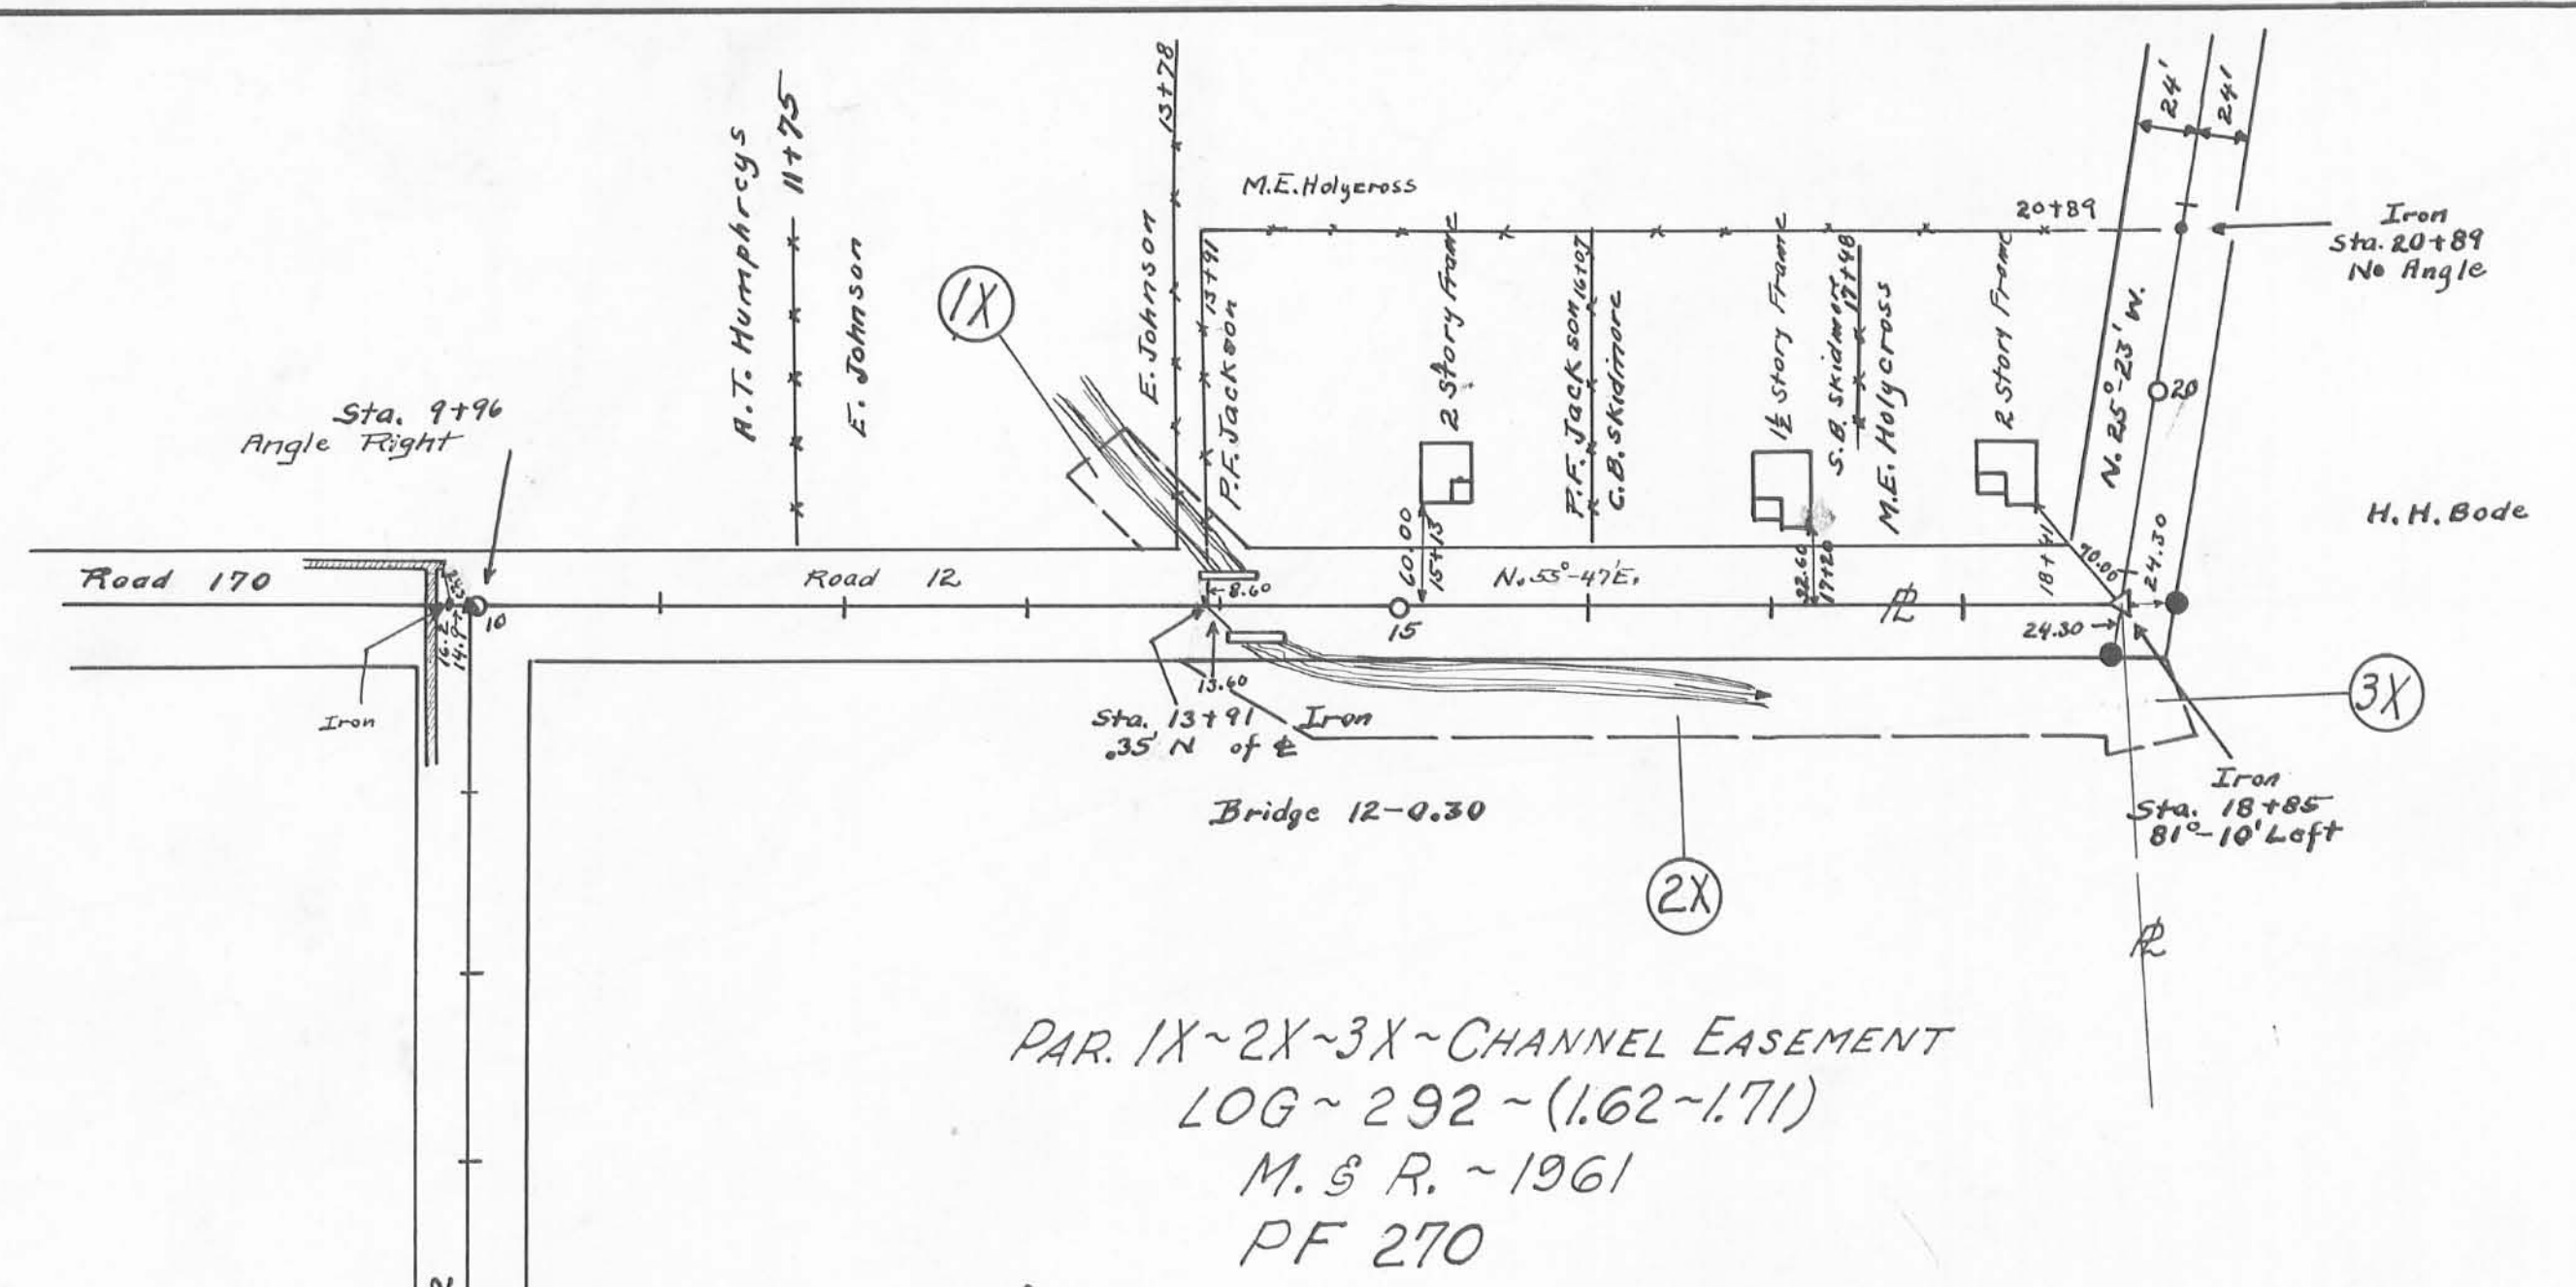 13+78
24'
24'
A.T. Humphreys
11+75
E. Johnson
E. Johnson
13+91
P.F. Jackson
M.E. Holycross
20+89
Iron
Sta. 20+89
No Angle
1X
2 Story Frame
P.F. Jackson 16+07
C.B. Skidmore
1½ Story Frame
S.B. Skidmore
17+48
M.E. Holycross
2 Story Frame
N. 25°-23' W.
20
H.H. Bode
Sta. 9+96
Angle Right
Road 170
Road 12
10
16.2
Iron
8.60
15
60.00
15+13
N. 55°-47' E.
17+20
PL
18+41
70.00
24.30
24.30
13.60
Sta. 13+91 Iron
.35' N of ℄
3X
Iron
Sta. 18+85
81°-10' Left
Bridge 12-0.30
2X
PL
PAR. 1X~2X~3X~CHANNEL EASEMENT
LOG~292~(1.62~1.71)
M. & R. ~1961
PF 270